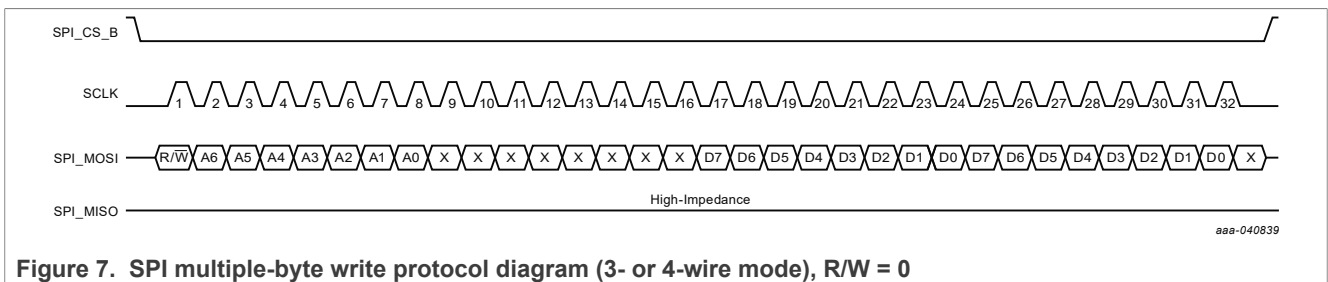 SPI_CS_B
SCLK 1 2 3 4 5 6 7 8 9 10 11 12 13 14 15 16 17 18 19 20 21 22 23 24 25 26 27 28 29 30 31 32
SPI_MOSI R/W̅ A6 A5 A4 A3 A2 A1 A0 X X X X X X X X D7 D6 D5 D4 D3 D2 D1 D0 D7 D6 D5 D4 D3 D2 D1 D0 X
High-Impedance
SPI_MISO
aaa-040839
Figure 7. SPI multiple-byte write protocol diagram (3- or 4-wire mode), R/W = 0